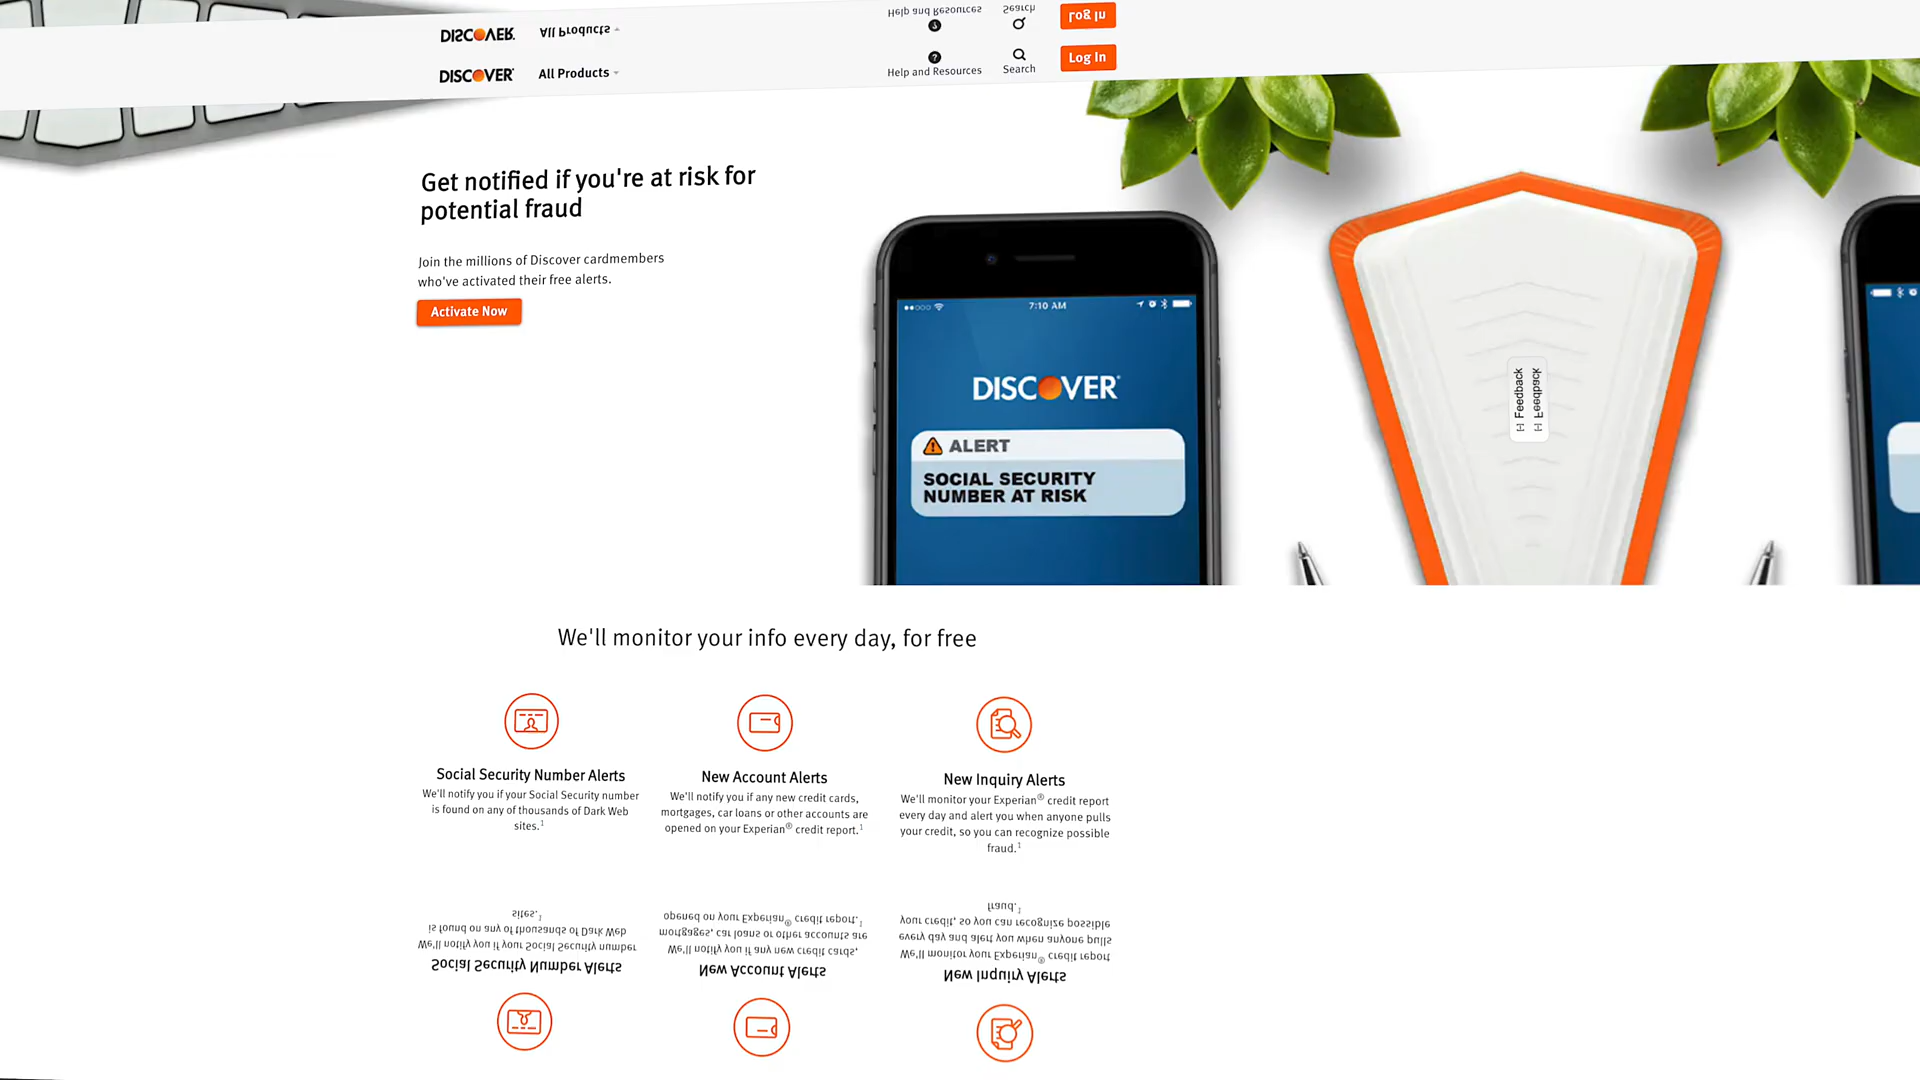 DISCOVER
All Products
Help and Resources
Search
Log In
DISCOVER
All Products
Help and Resources
Search
Log In
Get notified if you're at risk for
potential fraud
Join the millions of Discover cardmembers
who've activated their free alerts.
Activate Now
7:10 AM
DISCOVER
ALERT
SOCIAL SECURITY
NUMBER AT RISK
[-] Feedback
[-] Feedback
We'll monitor your info every day, for free
Social Security Number Alerts
We'll notify you if your Social Security number
is found on any of thousands of Dark Web
sites.1
New Account Alerts
We'll notify you if any new credit cards,
mortgages, car loans or other accounts are
opened on your Experian® credit report.1
New Inquiry Alerts
We'll monitor your Experian® credit report
every day and alert you when anyone pulls
your credit, so you can recognize possible
fraud.1
sites.1
is found on any of thousands of Dark Web
We'll notify you if your Social Security number
Social Security Number Alerts
opened on your Experian® credit report.1
mortgages, car loans or other accounts are
We'll notify you if any new credit cards,
New Account Alerts
fraud.1
your credit, so you can recognize possible
every day and alert you when anyone pulls
We'll monitor your Experian® credit report
New Inquiry Alerts